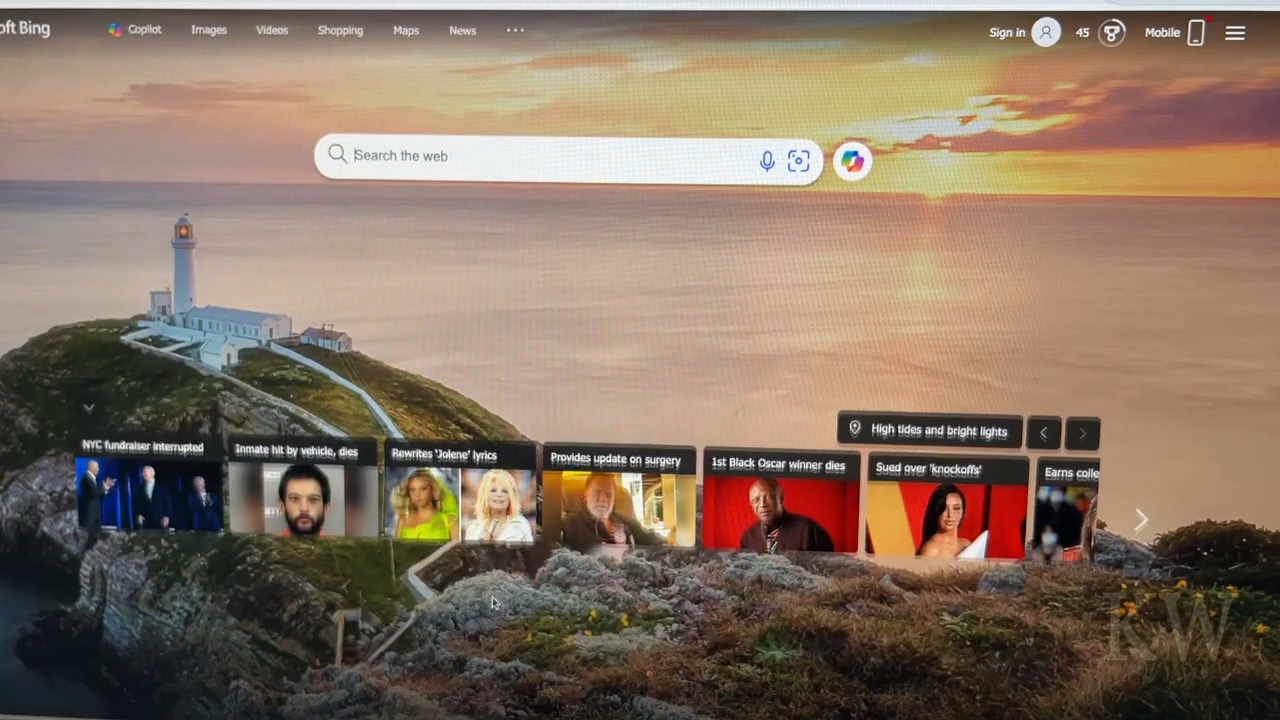 oft Bing
Copilot
Images
Videos
Shopping
Maps
News
Sign in
45
Mobile
Search the web
High tides and bright lights
NYC fundraiser interrupted
Inmate hit by vehicle, dies
Rewrites 'Jolene' lyrics
Provides update on surgery
1st Black Oscar winner dies
Sued over 'knockoffs'
Earns colle
KW